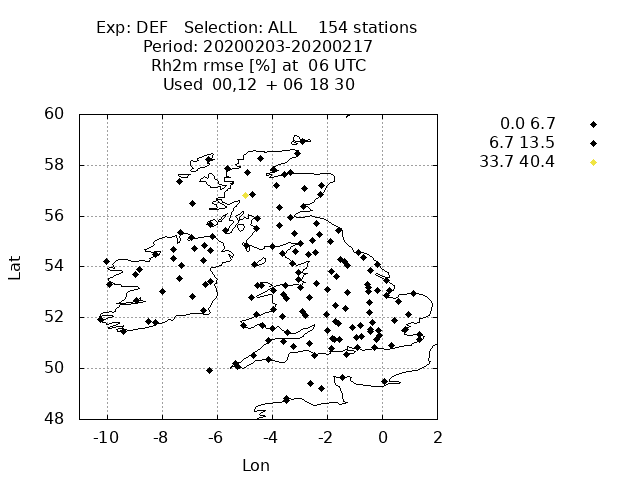 Exp: DEF Selection: ALL 154 stations
Period: 20200203-20200217
Rh2m rmse [%] at 06 UTC
Used 00,12 + 06 18 30
0.0 6.7
6.7 13.5
33.7 40.4
60
58
56
54
52
50
48
Lat
-10 -8 -6 -4 -2 0 2
Lon